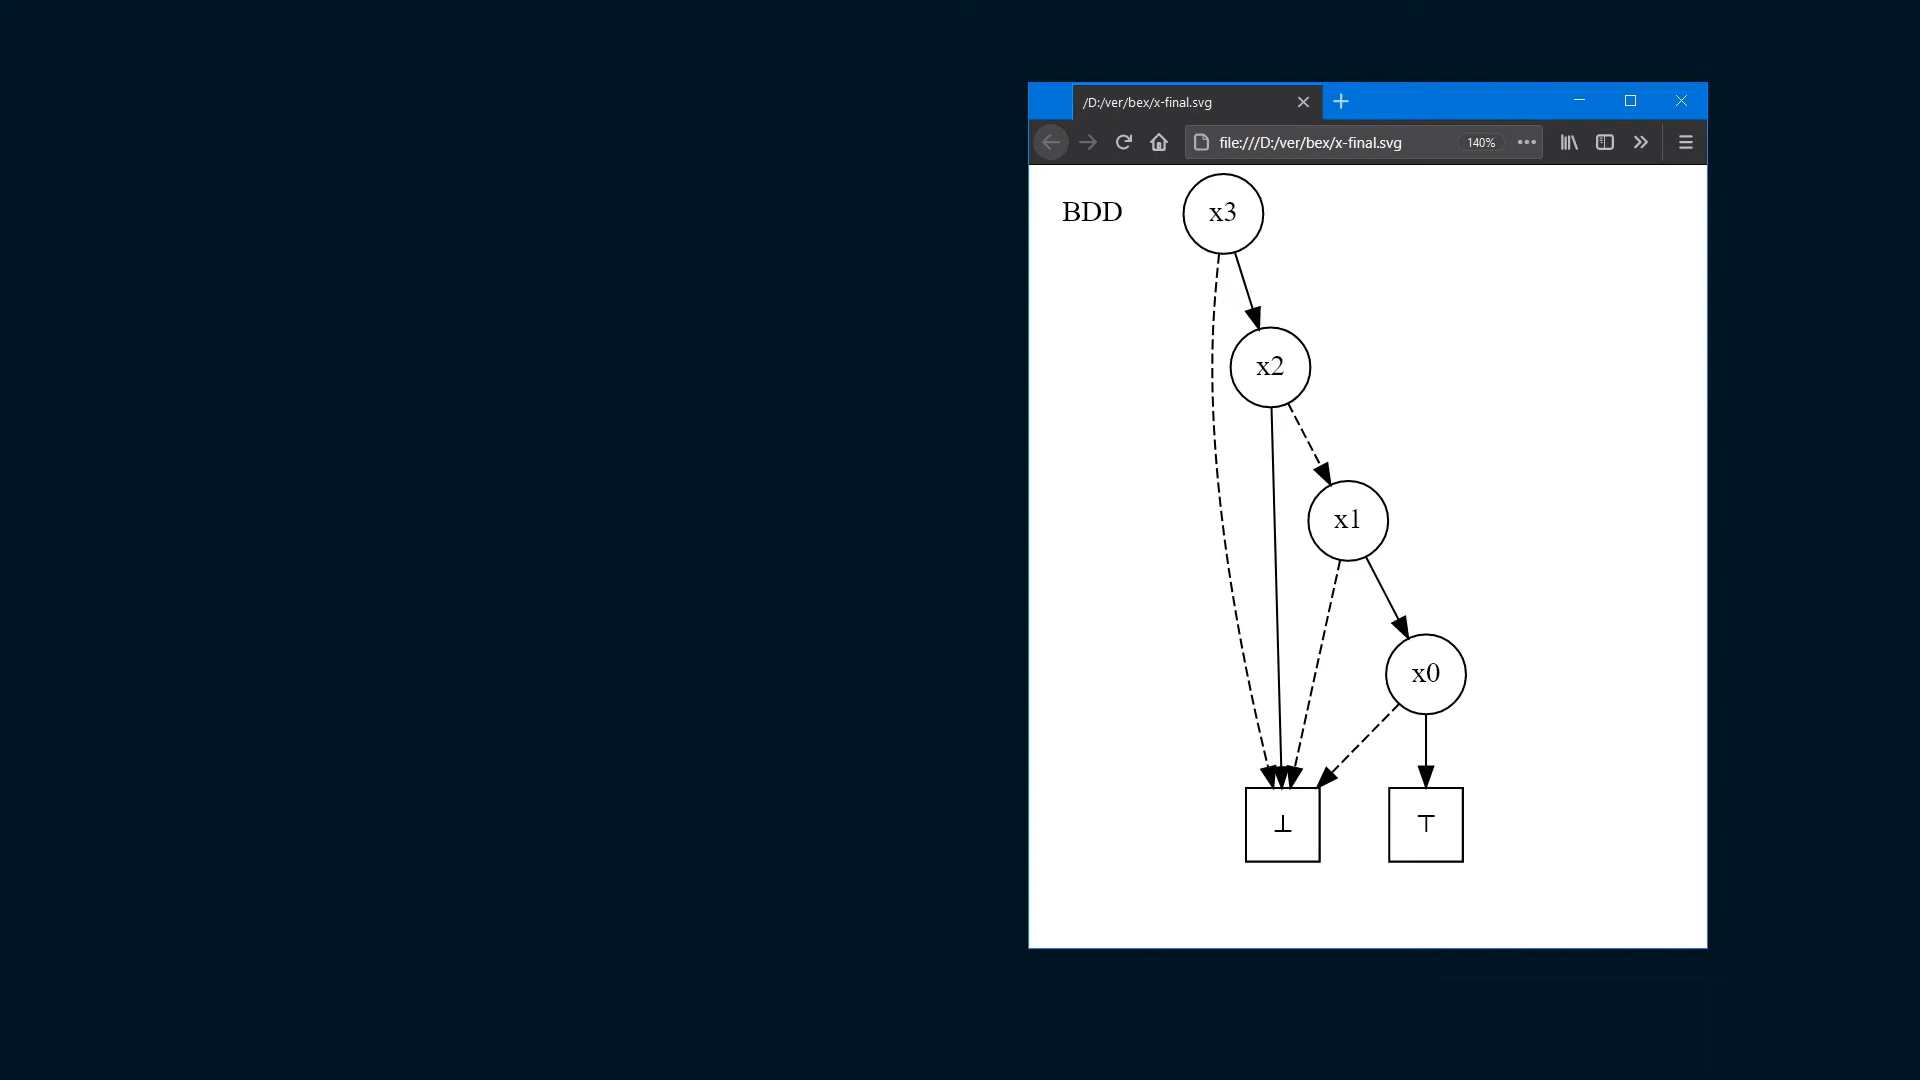 /D:/ver/bex/x-final.svg
file:///D:/ver/bex/x-final.svg 140%
BDD x3
x2
x1
x0
⊥ ⊤